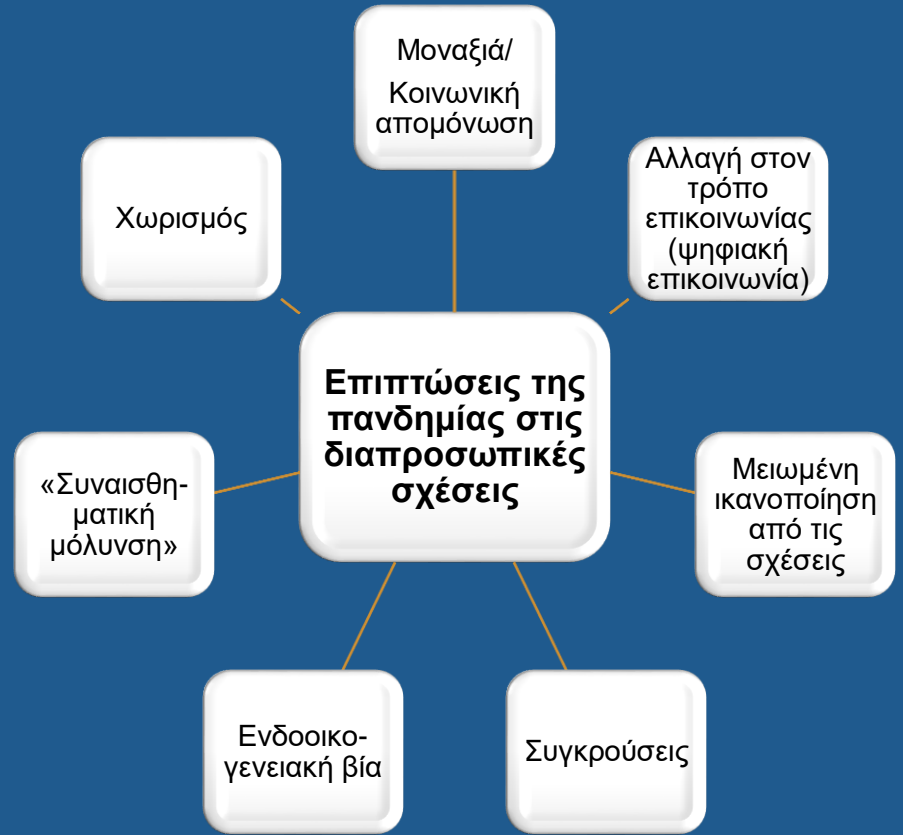 Μοναξιά/
Κοινωνική
απομόνωση
Αλλαγή στον
τρόπο
επικοινωνίας
(ψηφιακή
επικοινωνία)
Χωρισμός
Επιπτώσεις της
πανδημίας στις
διαπροσωπικές
σχέσεις
«Συναισθη-
ματική
μόλυνση»
Μειωμένη
ικανοποίηση
από τις
σχέσεις
Ενδοοικο-
γενειακή βία
Συγκρούσεις